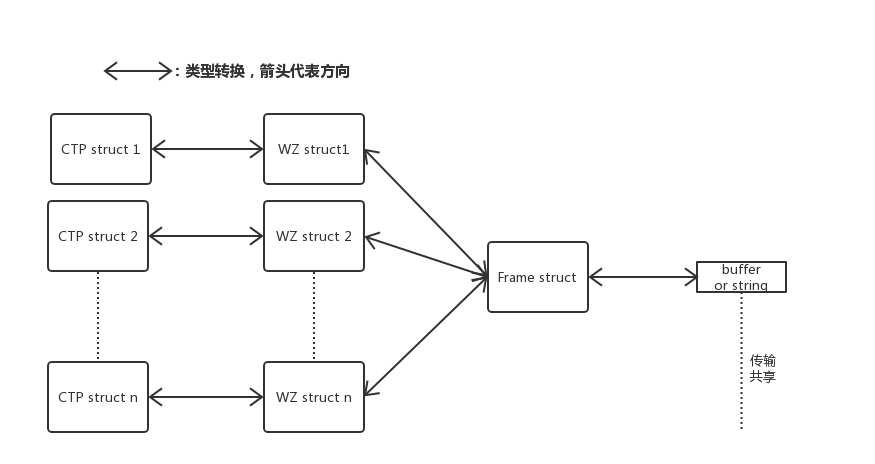 ：类型转换，箭头代表方向
CTP struct 1
WZ struct1
CTP struct 2
WZ struct 2
Frame struct
buffer
or string
传输
共享
CTP struct n
WZ struct n